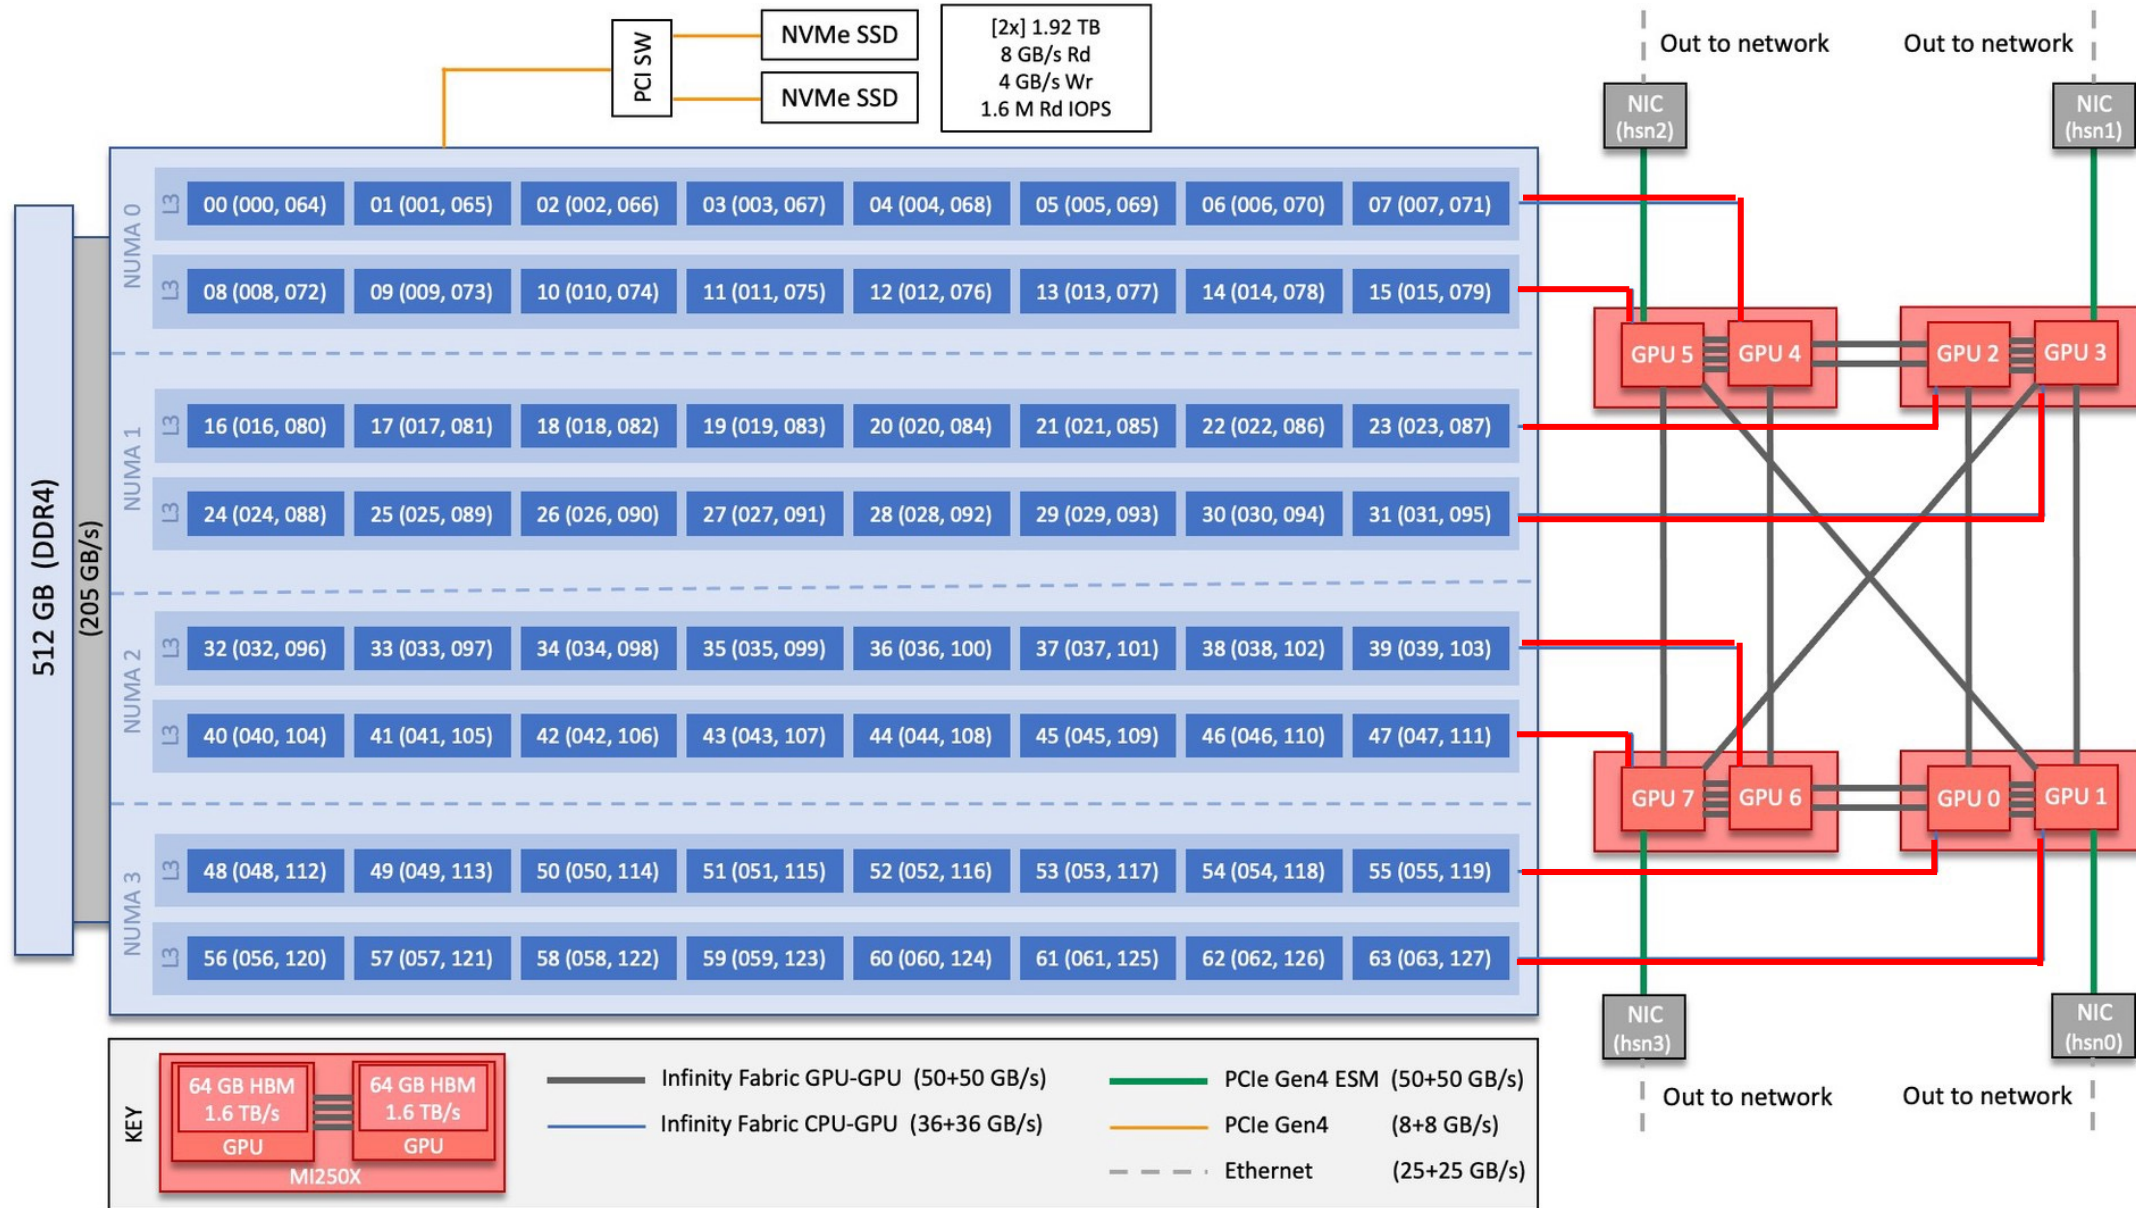 PCI SW
NVMe SSD
NVMe SSD
[2x] 1.92 TB
8 GB/s Rd
4 GB/s Wr
1.6 M Rd IOPS
Out to network
Out to network
NIC
(hsn2)
NIC
(hsn1)
512 GB (DDR4)
(205 GB/s)
NUMA 0
L3
00 (000, 064)
01 (001, 065)
02 (002, 066)
03 (003, 067)
04 (004, 068)
05 (005, 069)
06 (006, 070)
07 (007, 071)
L3
08 (008, 072)
09 (009, 073)
10 (010, 074)
11 (011, 075)
12 (012, 076)
13 (013, 077)
14 (014, 078)
15 (015, 079)
NUMA 1
L3
16 (016, 080)
17 (017, 081)
18 (018, 082)
19 (019, 083)
20 (020, 084)
21 (021, 085)
22 (022, 086)
23 (023, 087)
L3
24 (024, 088)
25 (025, 089)
26 (026, 090)
27 (027, 091)
28 (028, 092)
29 (029, 093)
30 (030, 094)
31 (031, 095)
NUMA 2
L3
32 (032, 096)
33 (033, 097)
34 (034, 098)
35 (035, 099)
36 (036, 100)
37 (037, 101)
38 (038, 102)
39 (039, 103)
L3
40 (040, 104)
41 (041, 105)
42 (042, 106)
43 (043, 107)
44 (044, 108)
45 (045, 109)
46 (046, 110)
47 (047, 111)
NUMA 3
L3
48 (048, 112)
49 (049, 113)
50 (050, 114)
51 (051, 115)
52 (052, 116)
53 (053, 117)
54 (054, 118)
55 (055, 119)
L3
56 (056, 120)
57 (057, 121)
58 (058, 122)
59 (059, 123)
60 (060, 124)
61 (061, 125)
62 (062, 126)
63 (063, 127)
GPU 5
GPU 4
GPU 2
GPU 3
GPU 7
GPU 6
GPU 0
GPU 1
NIC
(hsn3)
NIC
(hsn0)
Out to network
Out to network
KEY
64 GB HBM
1.6 TB/s
GPU
64 GB HBM
1.6 TB/s
GPU
MI250X
Infinity Fabric GPU-GPU (50+50 GB/s)
Infinity Fabric CPU-GPU (36+36 GB/s)
PCIe Gen4 ESM (50+50 GB/s)
PCIe Gen4 (8+8 GB/s)
Ethernet (25+25 GB/s)